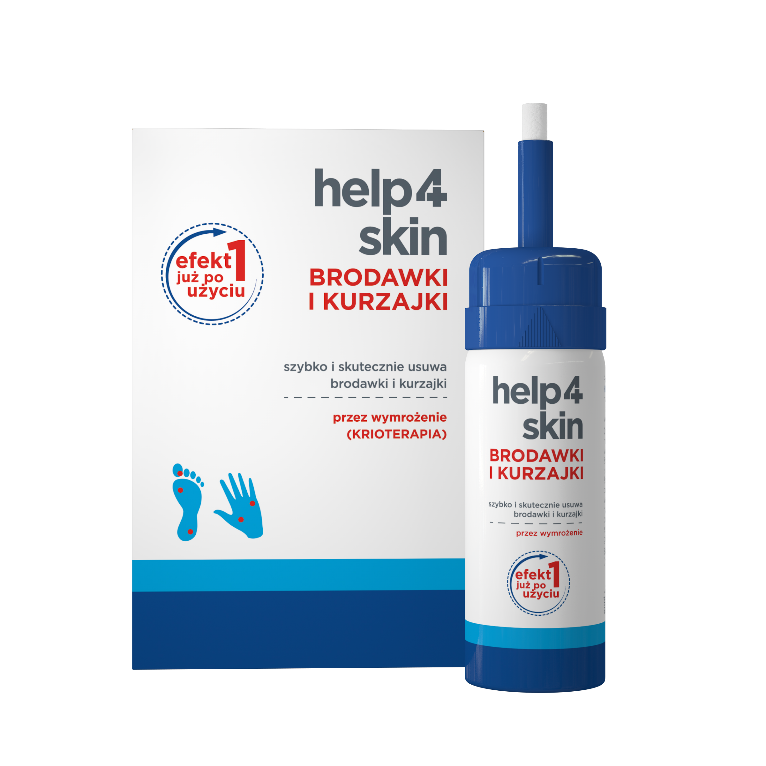 help4
skin
BRODAWKI
I KURZAJKI
efekt 1
już po
użyciu
szybko i skutecznie usuwa
brodawki i kurzajki
przez wymrożenie
(KRIOTERAPIA)
help4
skin
BRODAWKI
I KURZAJKI
szybko i skutecznie usuwa
brodawki i kurzajki
przez wymrożenie
efekt 1
już po
użyciu